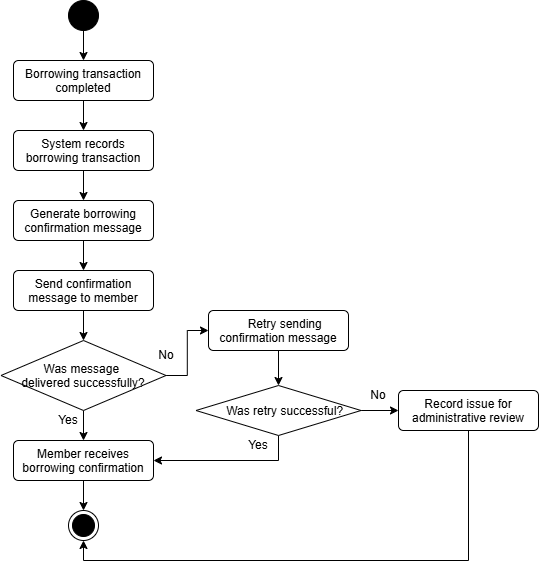 Borrowing transaction
completed
System records
borrowing transaction
Generate borrowing
confirmation message
Send confirmation
message to member
Was message
delivered successfully?
No
Yes
Retry sending
confirmation message
Was retry successful?
No
Yes
Record issue for
administrative review
Member receives
borrowing confirmation